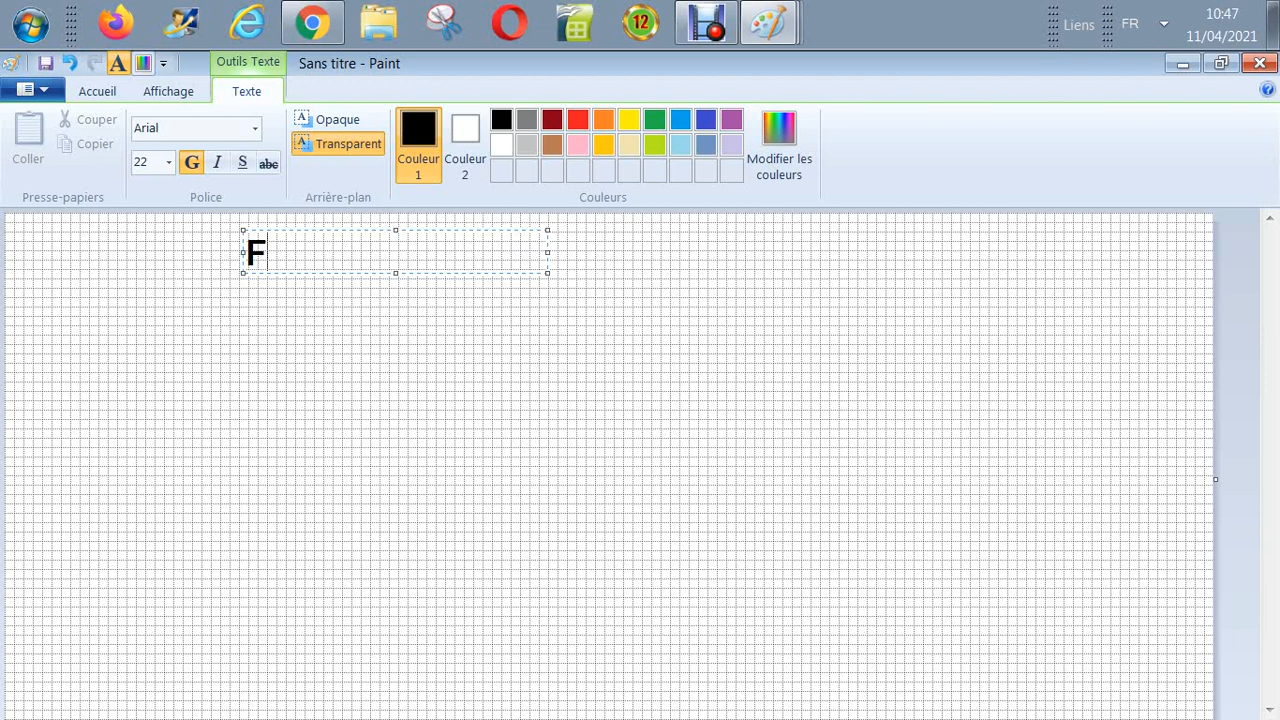 12
Liens
FR
10:47
11/04/2021
Outils Texte
Sans titre - Paint
Accueil
Affichage
Texte
Coller
Couper
Copier
Presse-papiers
Arial
22
G I S abc
Police
Opaque
Transparent
Arrière-plan
Couleur
1
Couleur
2
Modifier les
couleurs
Couleurs
F